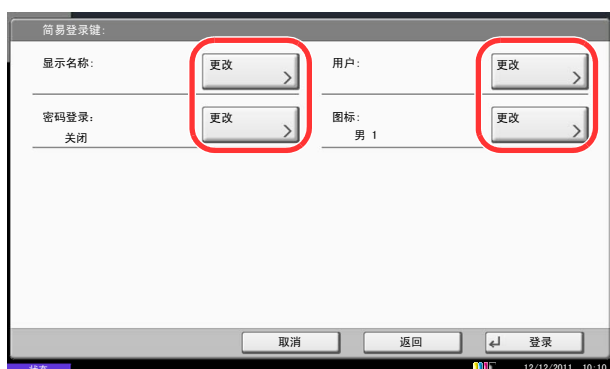 简易登录键:
显示名称: 更改 用户: 更改
密码登录: 更改 图标: 更改
关闭 男 1
取消 返回 登录
状态 12/12/2011 10:10